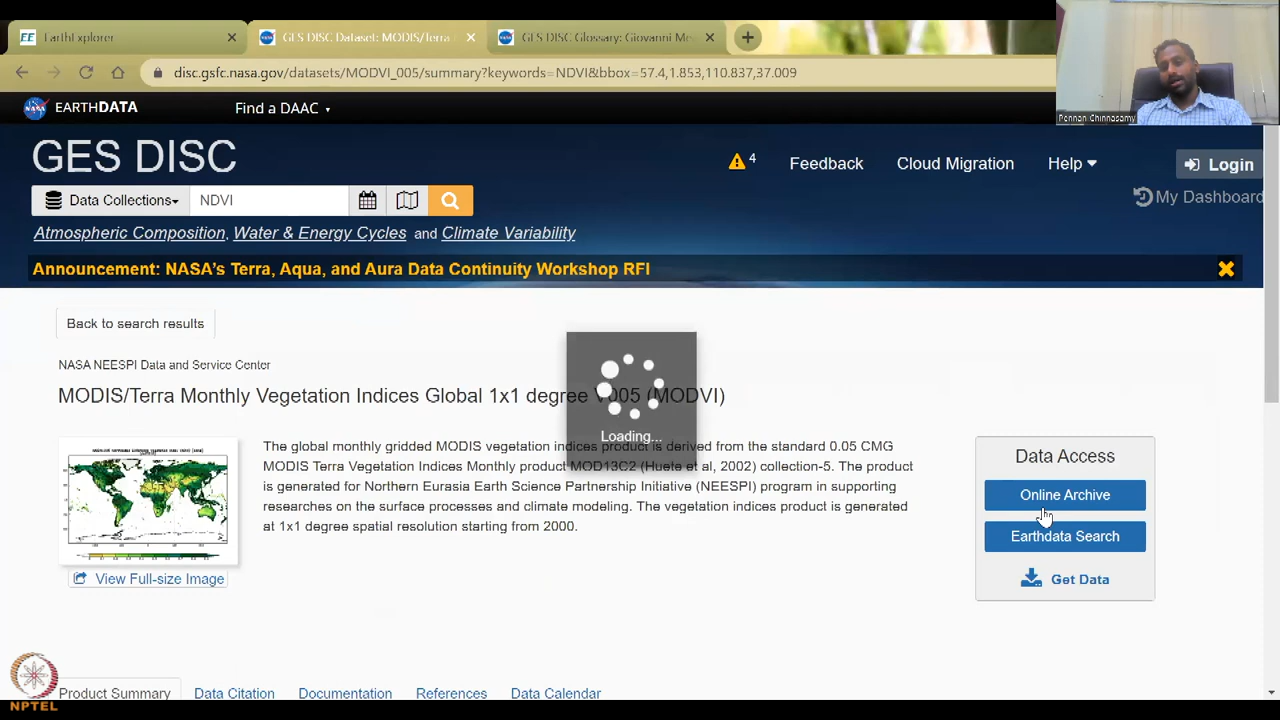 EarthExplorer
GES DISC Dataset: MODIS/Terra
GES DISC Glossary: Giovanni Me
disc.gsfc.nasa.gov/datasets/MODVI_005/summary?keywords=NDVI&bbox=57.4,1.853,110.837,37.009
Pennan Chinnasamy
EARTHDATA
Find a DAAC
GES DISC
4
Feedback
Cloud Migration
Help
Login
Data Collections
NDVI
My Dashboard
Atmospheric Composition, Water & Energy Cycles and Climate Variability
Announcement: NASA's Terra, Aqua, and Aura Data Continuity Workshop RFI
Back to search results
NASA NEESPI Data and Service Center
MODIS/Terra Monthly Vegetation Indices Global 1x1 degree V005 (MODVI)
Loading...
The global monthly gridded MODIS vegetation indices product is derived from the standard 0.05 CMG
MODIS Terra Vegetation Indices Monthly product MOD13C2 (Huete et al, 2002) collection-5. The product
is generated for Northern Eurasia Earth Science Partnership Initiative (NEESPI) program in supporting
researches on the surface processes and climate modeling. The vegetation indices product is generated
at 1x1 degree spatial resolution starting from 2000.
View Full-size Image
Data Access
Online Archive
Earthdata Search
Get Data
Product Summary
Data Citation
Documentation
References
Data Calendar
NPTEL